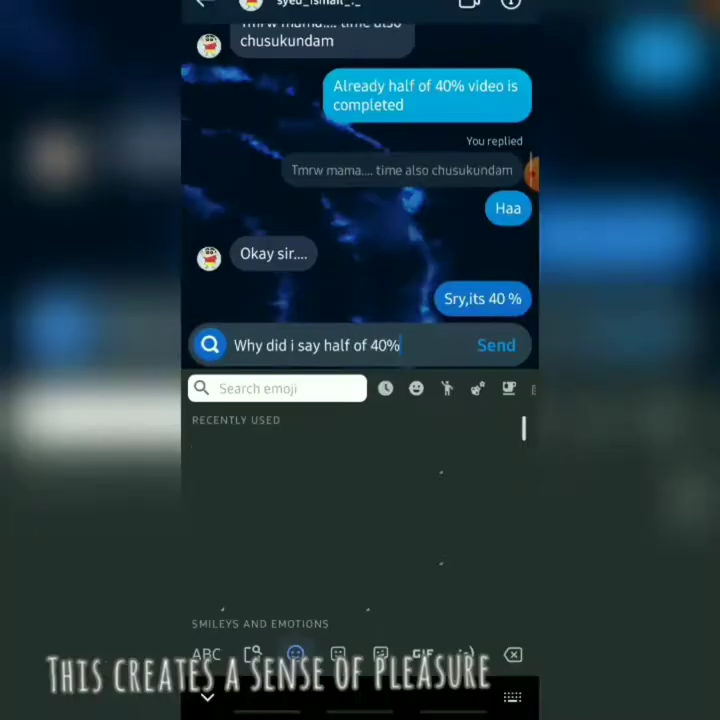 syed_ismail_._
Tmrw mama.... time also
chusukundam
Already half of 40% video is
completed
You replied
Tmrw mama.... time also chusukundam
Haa
Okay sir....
Sry,its 40 %
Why did i say half of 40%
Send
Search emoji
RECENTLY USED
SMILEYS AND EMOTIONS
ABC
GIF
THIS CREATES A SENSE OF PLEASURE